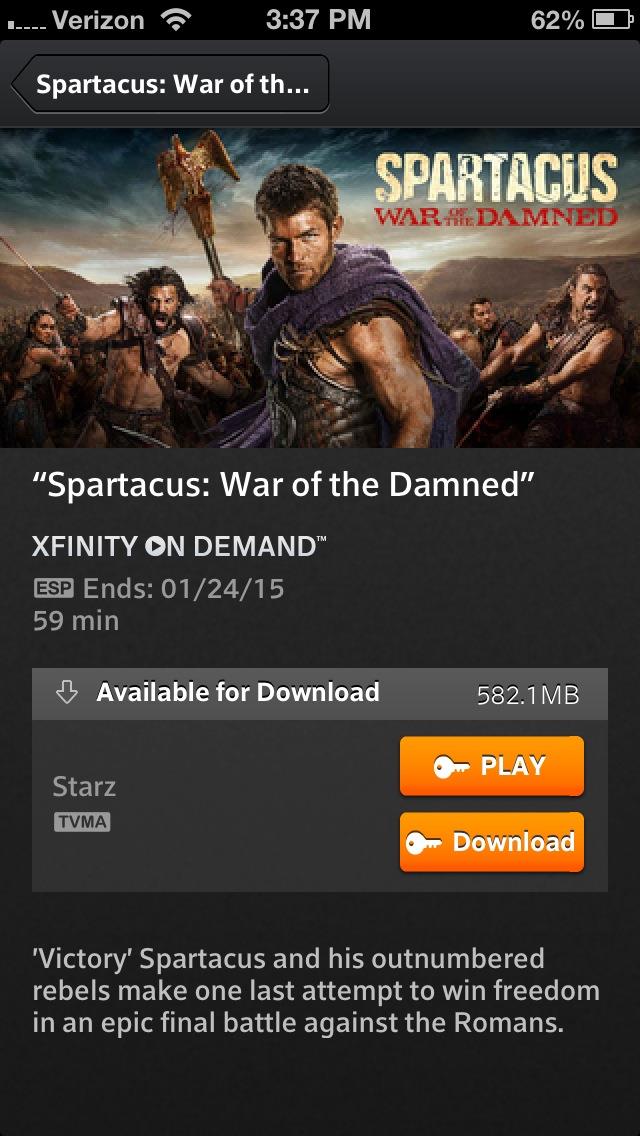 Verizon 3:37 PM 62%
Spartacus: War of th...
SPARTACUS
WAR OF THE DAMNED
“Spartacus: War of the Damned”
XFINITY ON DEMAND™
ESP Ends: 01/24/15
59 min
Available for Download 582.1MB
PLAY
Starz
TVMA
Download
'Victory' Spartacus and his outnumbered
rebels make one last attempt to win freedom
in an epic final battle against the Romans.